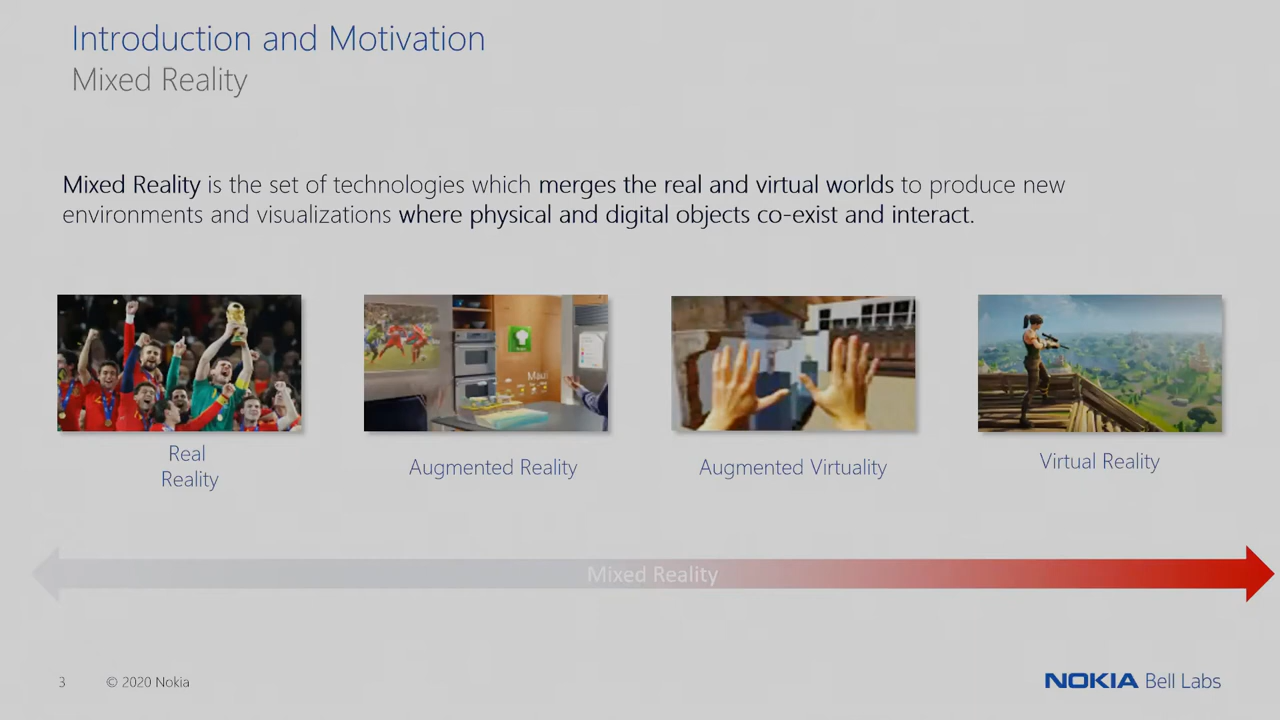 Introduction and Motivation
Mixed Reality
Mixed Reality is the set of technologies which merges the real and virtual worlds to produce new
environments and visualizations where physical and digital objects co-exist and interact.
Maui
Real
Reality
Augmented Reality
Augmented Virtuality
Virtual Reality
Mixed Reality
3
© 2020 Nokia
NOKIA Bell Labs